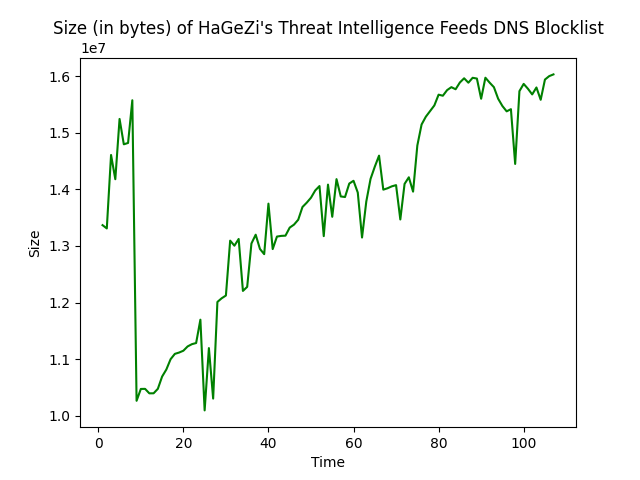 Size (in bytes) of HaGeZi's Threat Intelligence Feeds DNS Blocklist
1e7
1.6
1.5
1.4
1.3
1.2
1.1
1.0
Size
0 20 40 60 80 100
Time